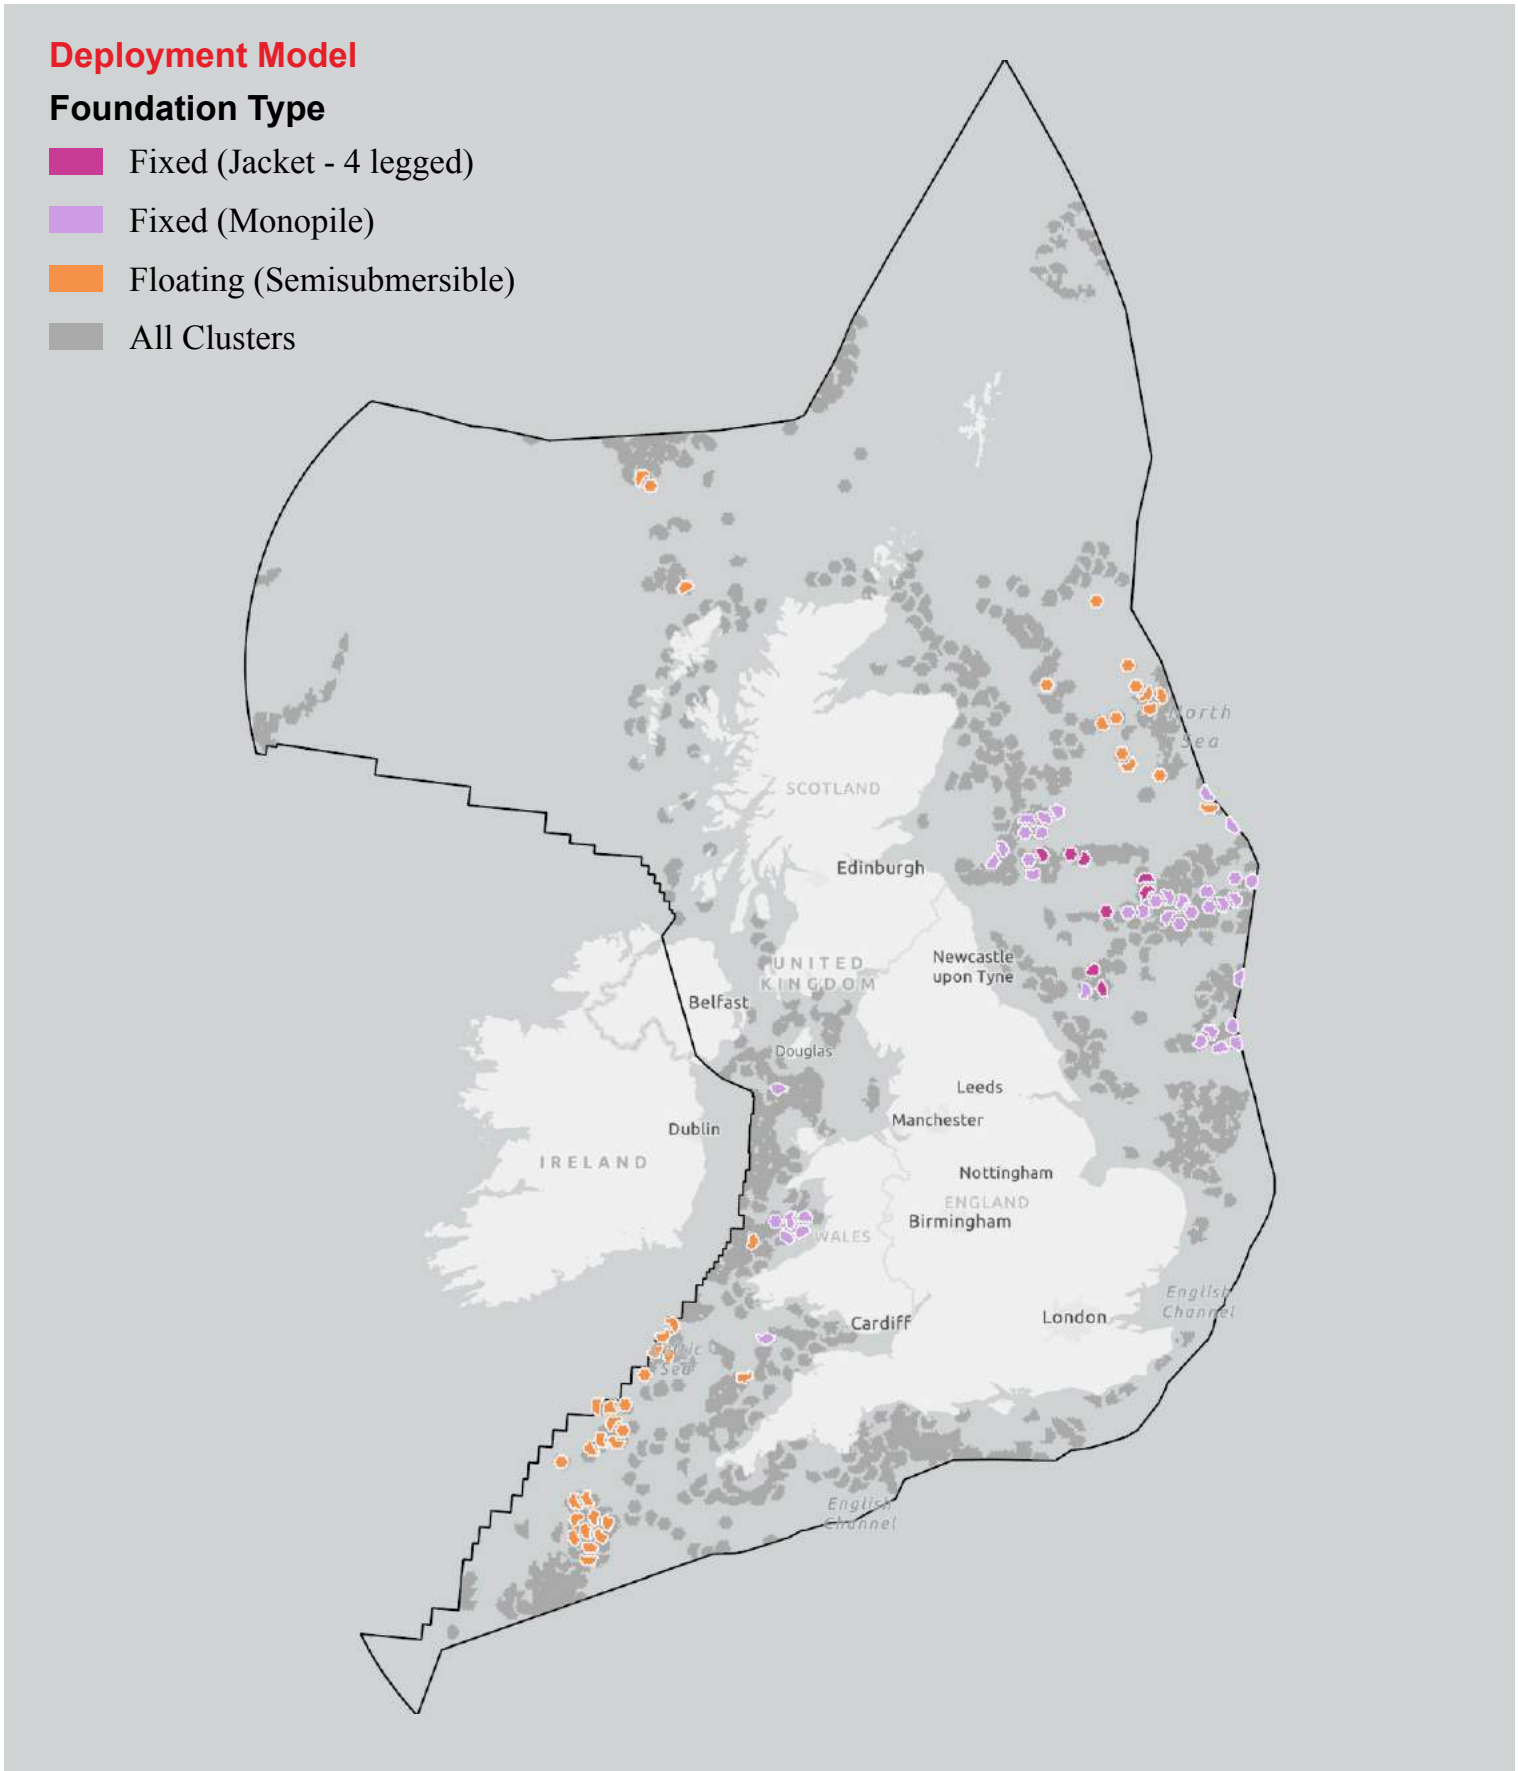 Deployment Model
Foundation Type
Fixed (Jacket - 4 legged)
Fixed (Monopile)
Floating (Semisubmersible)
All Clusters
North
Sea
SCOTLAND
Edinburgh
Newcastle
upon Tyne
UNITED
KINGDOM
Belfast
Douglas
Leeds
Manchester
Dublin
IRELAND
Nottingham
ENGLAND
Birmingham
WALES
English
Channel
London
Cardiff
Sea
English
Channel